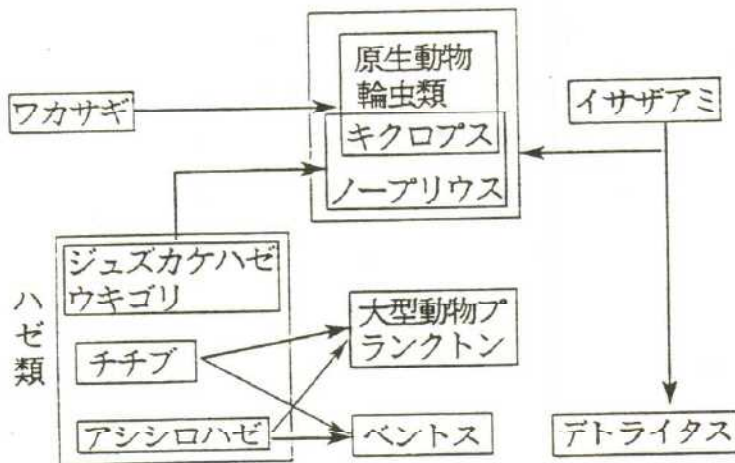 原生動物
輪虫類
ワカサギ
イサザアミ
キクロプス
ノープリウス
ジュズカケハゼ
ウキゴリ
ハゼ類
大型動物プ
ランクトン
チチブ
アシシロハゼ
ベントス
デトライタス